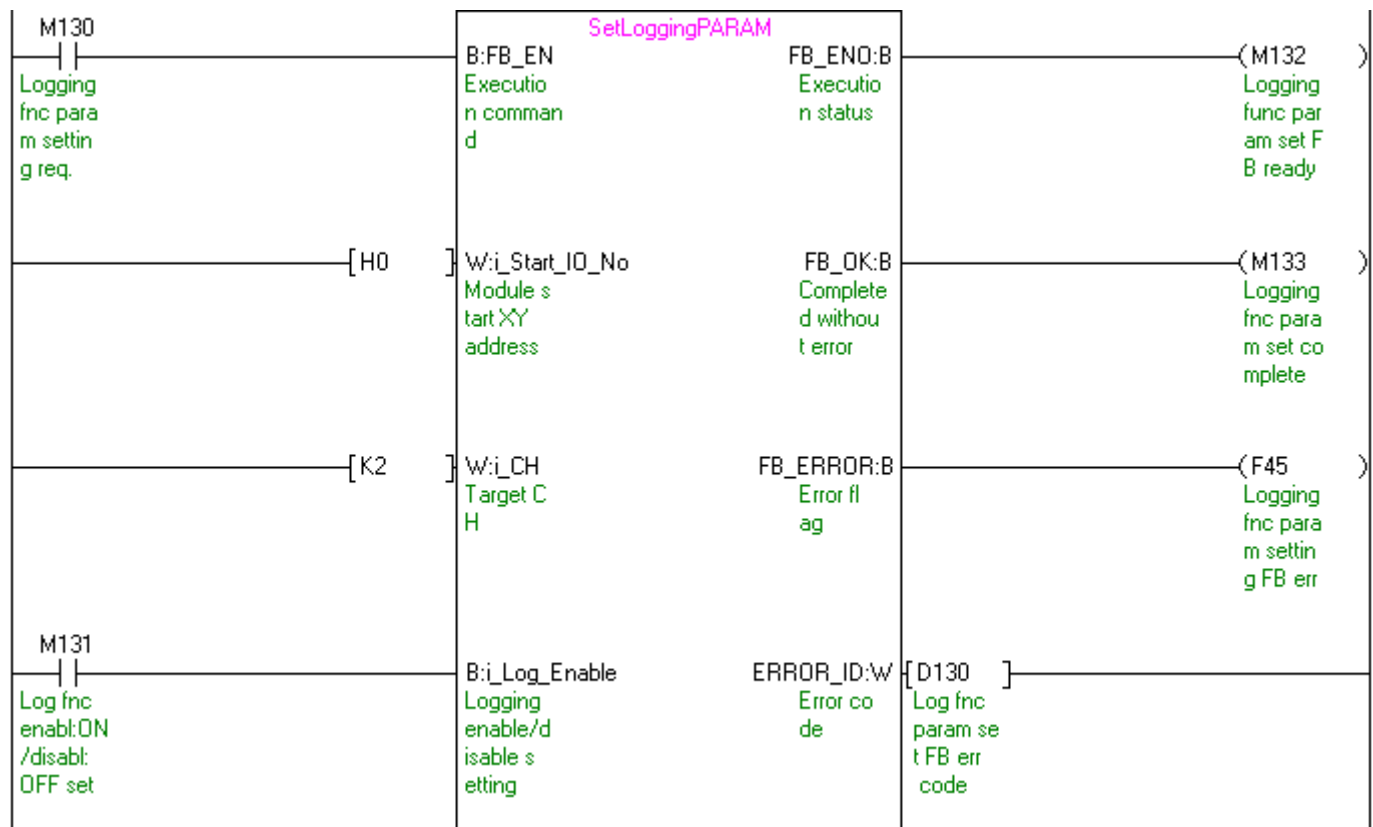 M130
SetLoggingPARAM
B:FB_EN
FB_ENO:B
(M132 )
Logging
fnc para
m settin
g req.
Executio
n comman
d
Executio
n status
Logging
func par
am set F
B ready
[ H0 ]
W:i_Start_IO_No
FB_OK:B
(M133 )
Module s
tart XY
address
Complete
d withou
t error
Logging
fnc para
m set co
mplete
[ K2 ]
W:i_CH
FB_ERROR:B
(F45 )
Target C
H
Error fl
ag
Logging
fnc para
m settin
g FB err
M131
B:i_Log_Enable
ERROR_ID:W
[ D130 ]
Log fnc
enabl:ON
/disabl:
OFF set
Logging
enable/d
isable s
etting
Error co
de
Log fnc
param se
t FB err
code